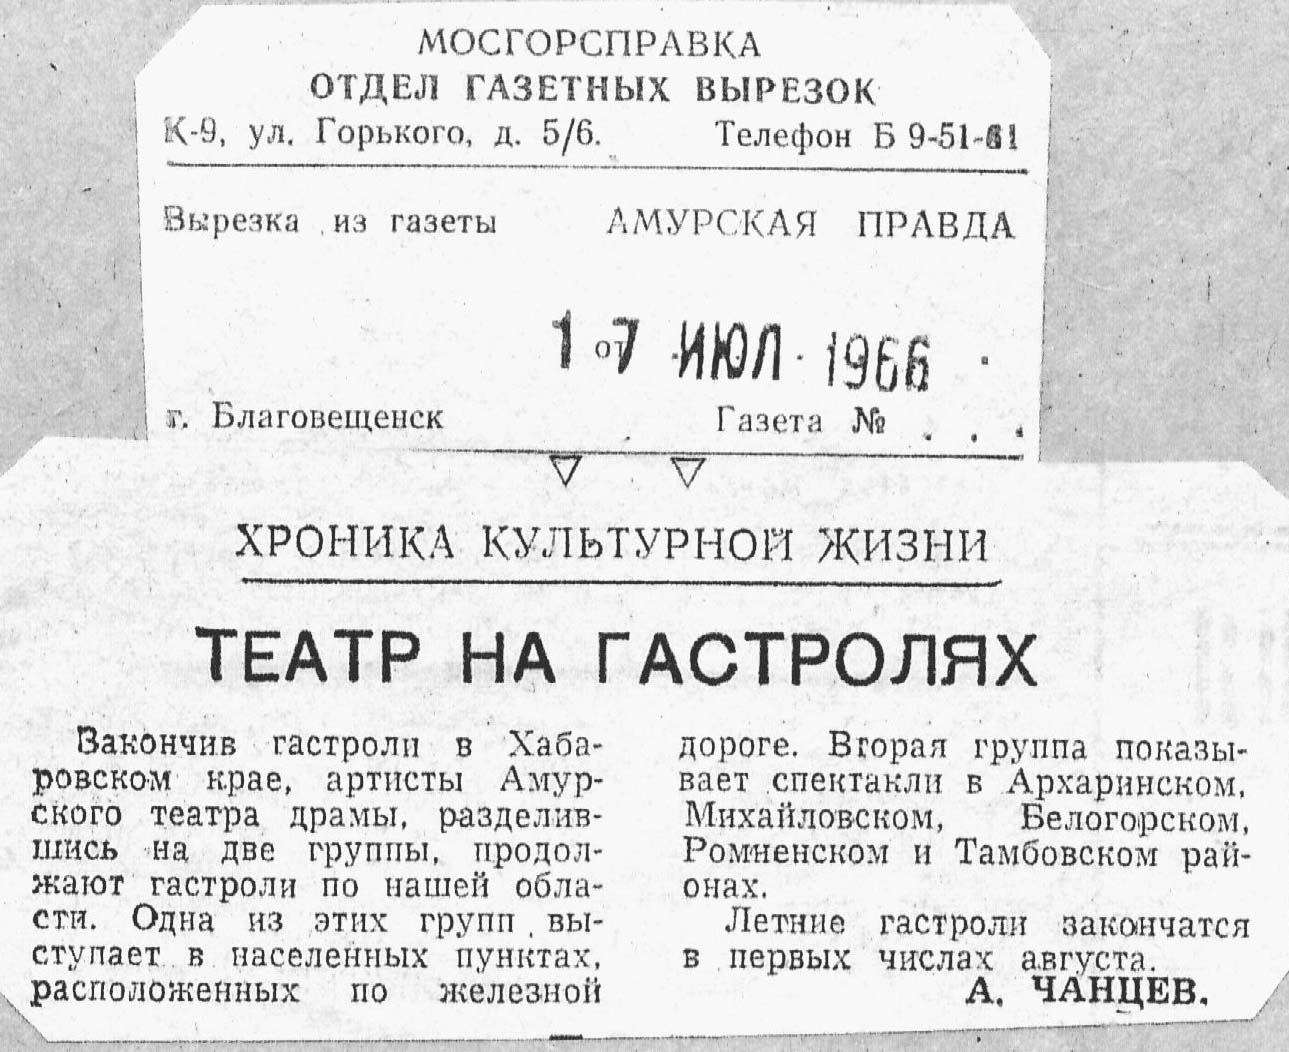 МОСГОРСПРАВКА
ОТДЕЛ ГАЗЕТНЫХ ВЫРЕЗОК
К-9, ул. Горького, д. 5/6. Телефон Б 9-51-61
Вырезка из газеты АМУРСКАЯ ПРАВДА
1 от 7 ИЮЛ 1966
г. Благовещенск Газета № . . .
ХРОНИКА КУЛЬТУРНОЙ ЖИЗНИ
ТЕАТР НА ГАСТРОЛЯХ
Закончив гастроли в Хаба-
ровском крае, артисты Амур-
ского театра драмы, разделив-
шись на две группы, продол-
жают гастроли по нашей обла-
сти. Одна из этих групп вы-
ступает в населенных пунктах,
расположенных по железной
дороге. Вторая группа показы-
вает спектакли в Архаринском,
Михайловском, Белогорском,
Ромненском и Тамбовском рай-
онах.
Летние гастроли закончатся
в первых числах августа.
А. ЧАНЦЕВ.